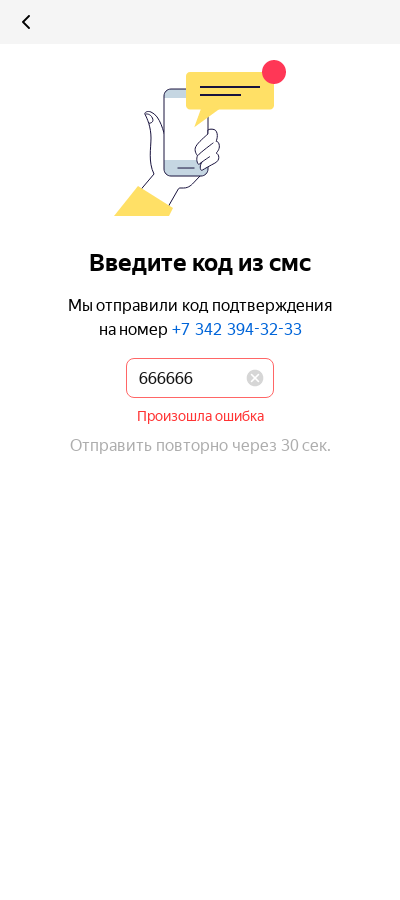 Введите код из смс
Мы отправили код подтверждения
на номер +7 342 394-32-33
666666
Произошла ошибка
Отправить повторно через 30 сек.